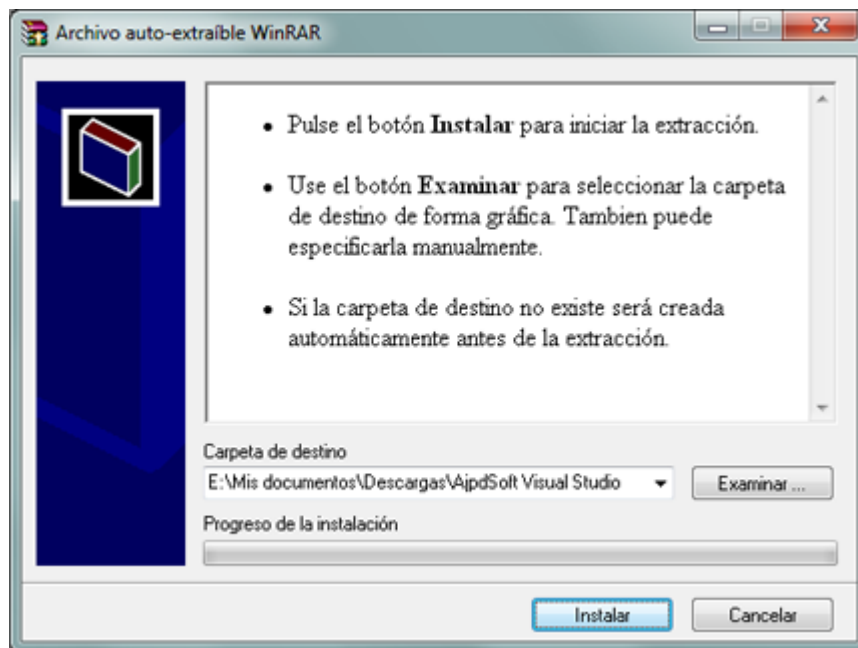 Archivo auto-extraíble WinRAR
• Pulse el botón Instalar para iniciar la extracción.
• Use el botón Examinar para seleccionar la carpeta
de destino de forma gráfica. Tambien puede
especificarla manualmente.
• Si la carpeta de destino no existe será creada
automáticamente antes de la extracción.
Carpeta de destino
E:\Mis documentos\Descargas\AjpdSoft Visual Studio
Examinar ...
Progreso de la instalación
Instalar
Cancelar